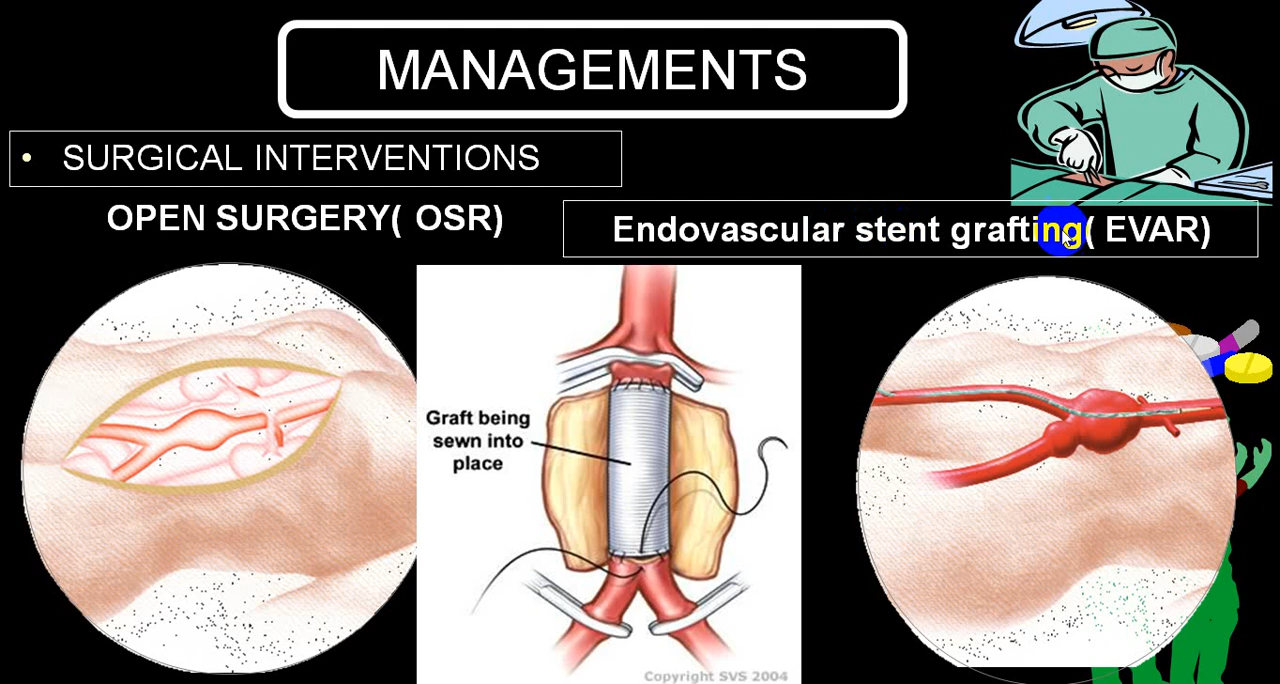 MANAGEMENTS
• SURGICAL INTERVENTIONS
OPEN SURGERY( OSR)
Endovascular stent grafting( EVAR)
Graft being
sewn into
place
Copyright SVS 2004